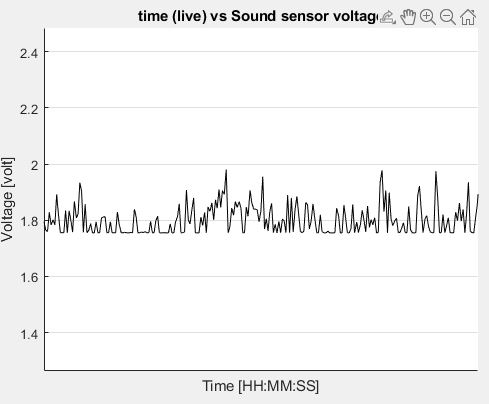 time (live) vs Sound sensor voltage
2.4
2.2
2
1.8
1.6
1.4
Voltage [volt]
Time [HH:MM:SS]